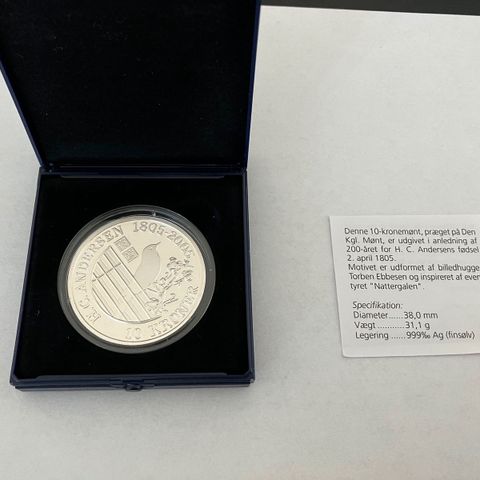 H.C. ANDERSEN 1805-2005
10 KRONER
Denne 10-kronemønt, præget på Den
Kgl. Mønt, er udgivet i anledning af
200-året for H. C. Andersens fødsel
2. april 1805.
Motivet er udformet af billedhugge
Torben Ebbesen og inspireret af even
tyret "Nattergalen".
Specifikation:
Diameter......38,0 mm
Vægt ...........31,1 g
Legering ......999‰ Ag (finsølv)